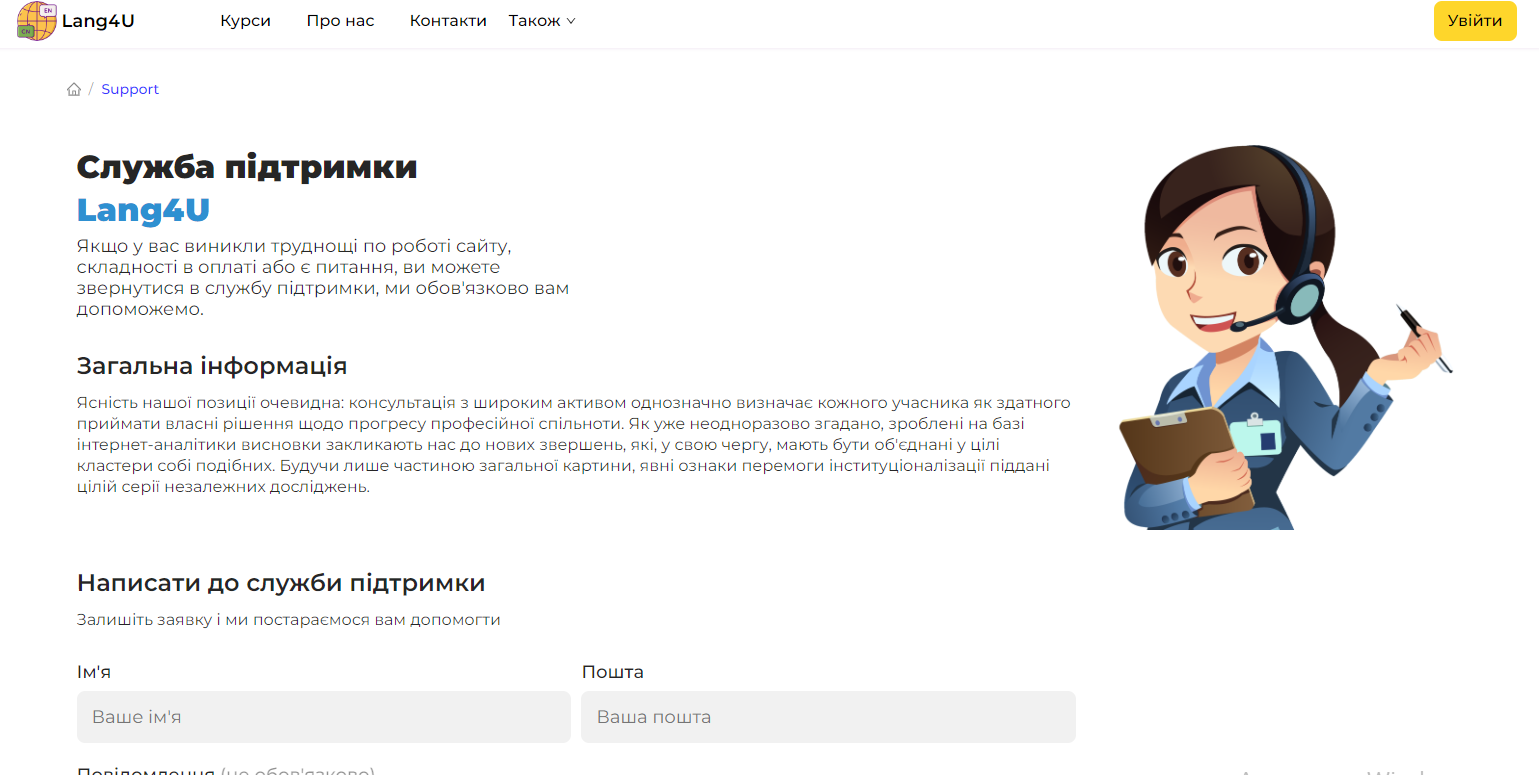 EN
CN
Lang4U
Курси
Про нас
Контакти
Також
Увійти
/ Support
Служба підтримки
Lang4U
Якщо у вас виникли труднощі по роботі сайту,
складності в оплаті або є питання, ви можете
звернутися в службу підтримки, ми обов'язково вам
допоможемо.
Загальна інформація
Ясність нашої позиції очевидна: консультація з широким активом однозначно визначає кожного учасника як здатного
приймати власні рішення щодо прогресу професійної спільноти. Як уже неодноразово згадано, зроблені на базі
інтернет-аналітики висновки закликають нас до нових звершень, які, у свою чергу, мають бути об'єднані у цілі
кластери собі подібних. Будучи лише частиною загальної картини, явні ознаки перемоги інституціоналізації піддані
цілій серії незалежних досліджень.
Написати до служби підтримки
Залишіть заявку і ми постараємося вам допомогти
Ім'я
Пошта
Ваше ім'я
Ваша пошта
Повідомлення (не обов'язково)